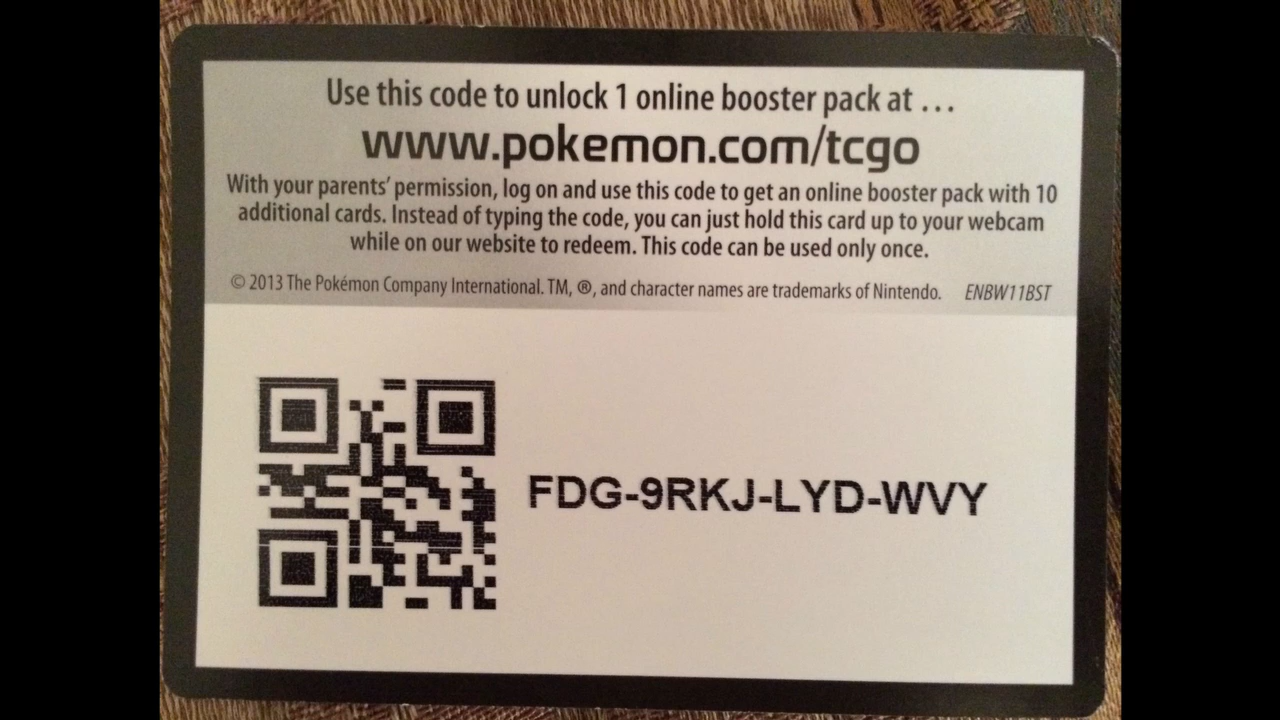 Use this code to unlock 1 online booster pack at ...
www.pokemon.com/tcgo
With your parents' permission, log on and use this code to get an online booster pack with 10
additional cards. Instead of typing the code, you can just hold this card up to your webcam
while on our website to redeem. This code can be used only once.
© 2013 The Pokémon Company International. TM, ®, and character names are trademarks of Nintendo. ENBW11BST
FDG-9RKJ-LYD-WVY